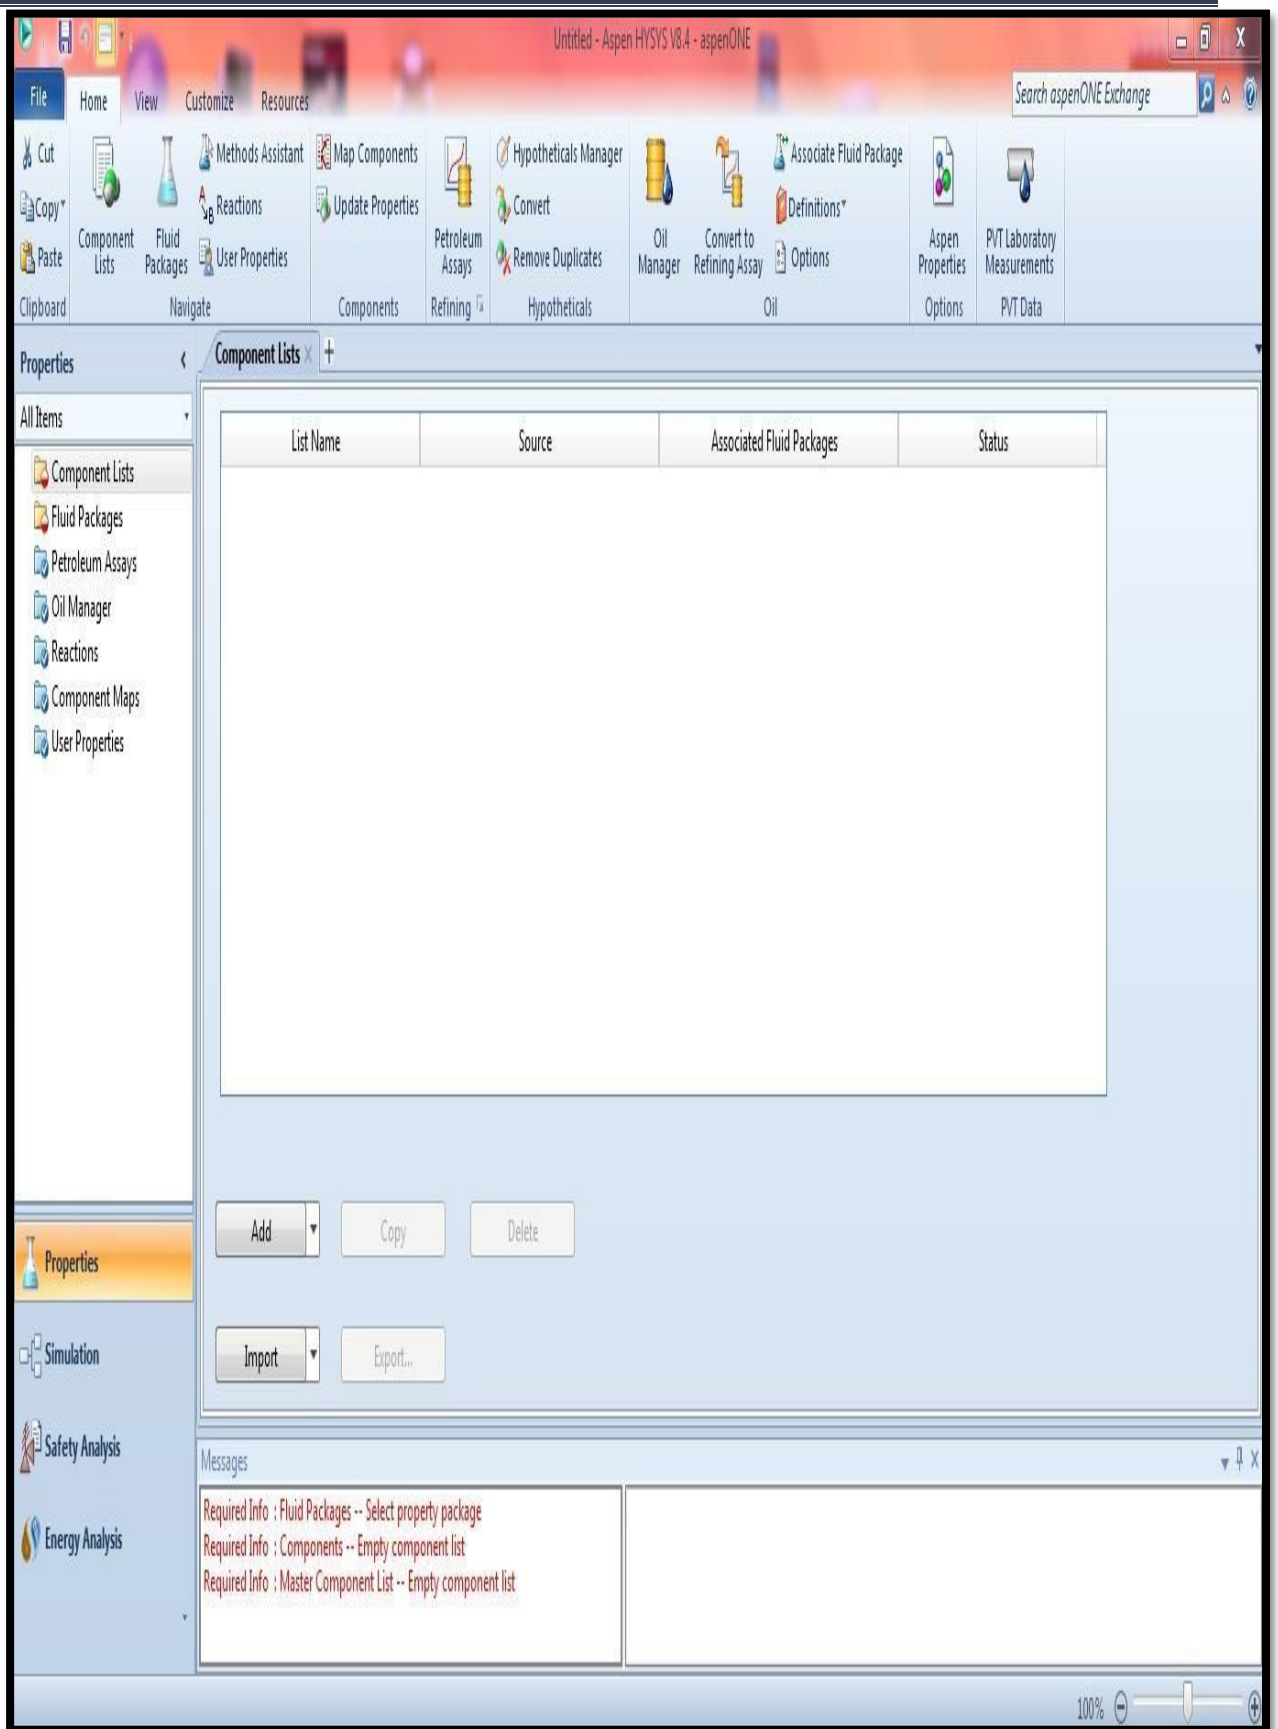 Untitled - Aspen HYSYS V8.4 - aspenONE
File Home View Customize Resources
Search aspenONE Exchange
Cut
Copy
Paste
Clipboard
Component Lists
Fluid Packages
Methods Assistant
Reactions
User Properties
Navigate
Map Components
Update Properties
Components
Petroleum Assays
Refining
Hypotheticals Manager
Convert
Remove Duplicates
Hypotheticals
Oil Manager
Convert to Refining Assay
Associate Fluid Package
Definitions
Options
Oil
Aspen Properties
Options
PVT Laboratory Measurements
PVT Data
Properties
All Items
Component Lists
Fluid Packages
Petroleum Assays
Oil Manager
Reactions
Component Maps
User Properties
Properties
Simulation
Safety Analysis
Energy Analysis
Component Lists
List Name Source Associated Fluid Packages Status
Add Copy Delete
Import Export...
Messages
Required Info : Fluid Packages -- Select property package
Required Info : Components -- Empty component list
Required Info : Master Component List -- Empty component list
100%